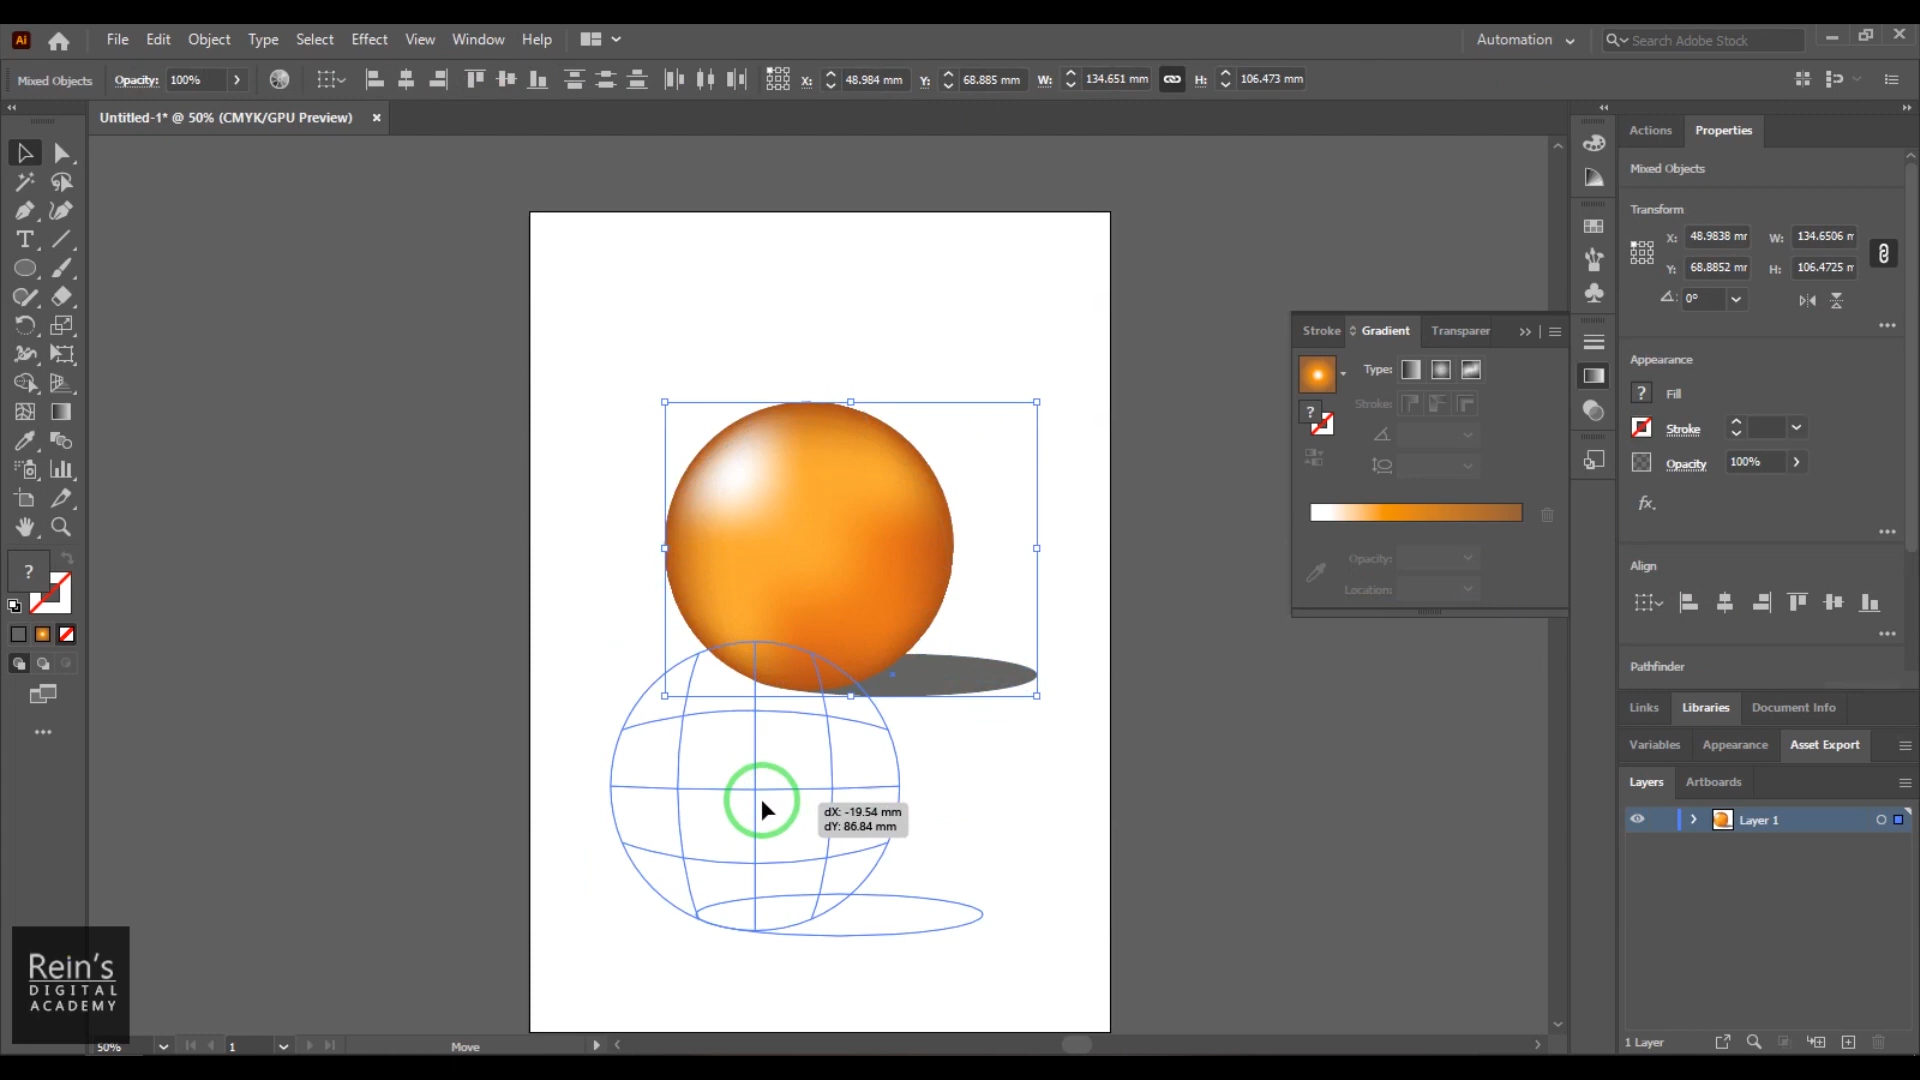 Ai File Edit Object Type Select Effect View Window Help Automation Search Adobe Stock
Mixed Objects Opacity: 100% X: 48.984 mm Y: 68.885 mm W: 134.651 mm H: 106.473 mm
Untitled-1* @ 50% (CMYK/GPU Preview) ×
Actions Properties
Mixed Objects
Transform
X: 48.9838 mr W: 134.6506 r
Y: 68.8852 mr H: 106.4725 r
0°
Stroke Gradient Transparer
Type:
Stroke:
Opacity:
Location:
Appearance
? Fill
Stroke
Opacity 100%
fx.
Align
Pathfinder
Links Libraries Document Info
Variables Appearance Asset Export
Layers Artboards
Layer 1
1 Layer
?
?
dX: -19.54 mm
dY: 86.84 mm
Rein's
DIGITAL
ACADEMY
50% 1 Move